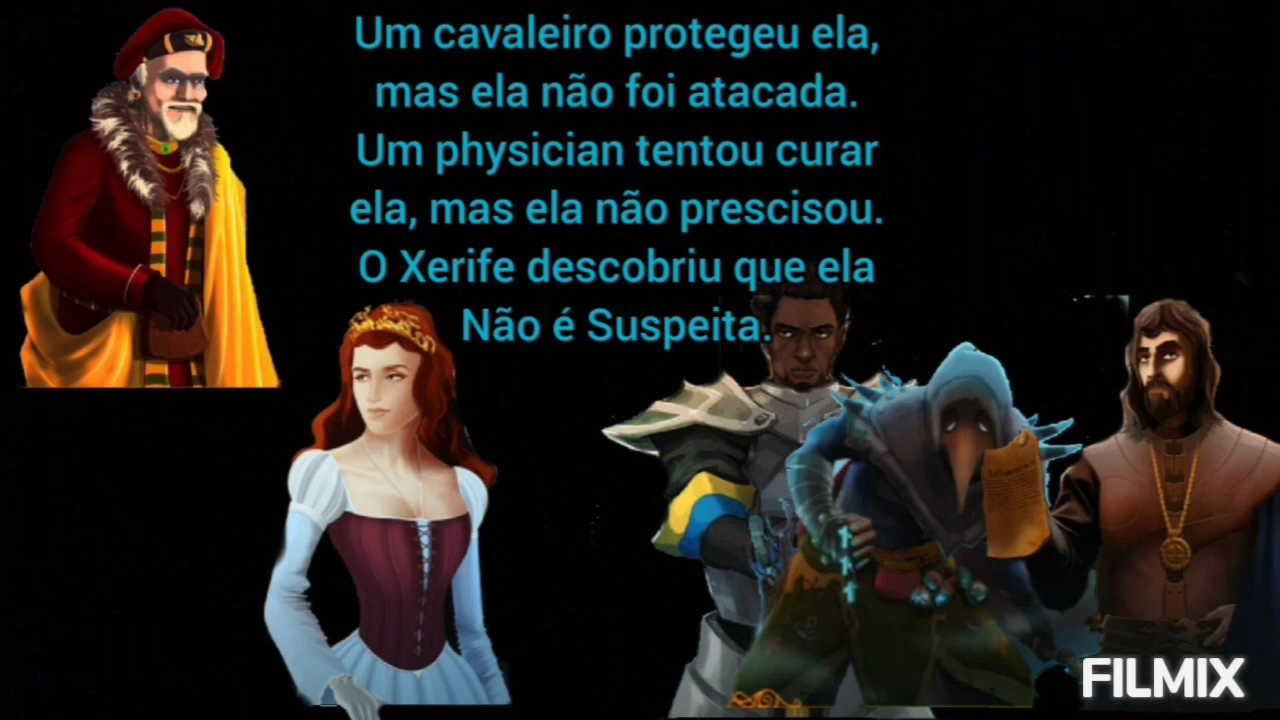 Um cavaleiro protegeu ela,
mas ela não foi atacada.
Um physician tentou curar
ela, mas ela não prescisou.
O Xerife descobriu que ela
Não é Suspeita.
FILMIX